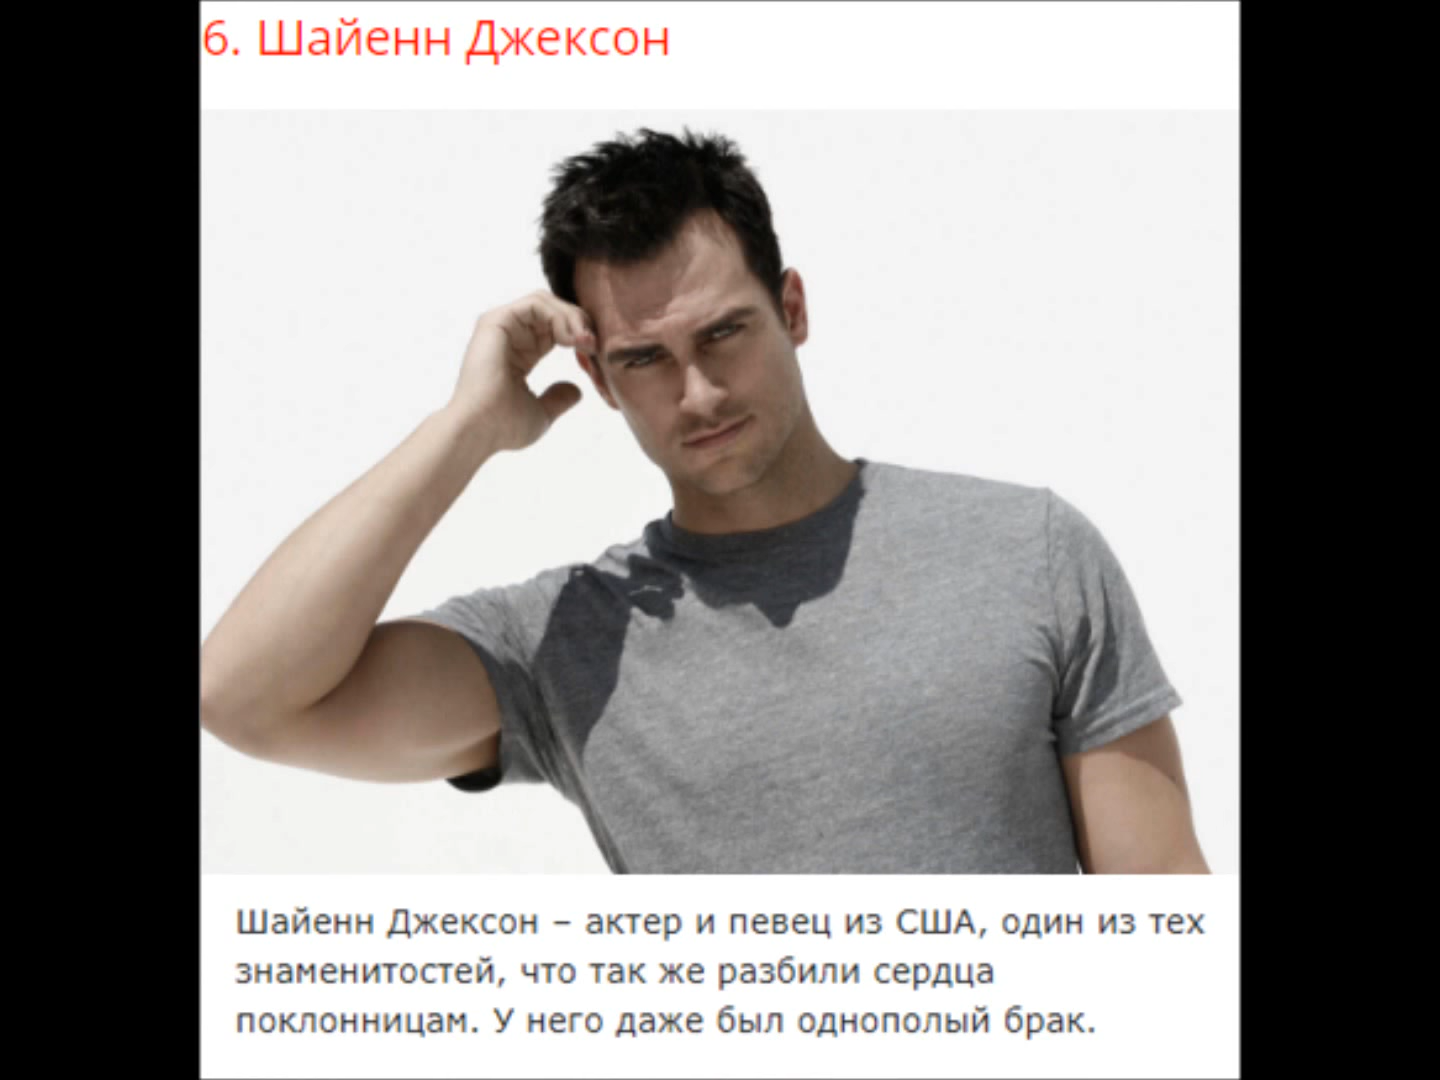 6. Шайенн Джексон
Шайенн Джексон – актер и певец из США, один из тех
знаменитостей, что так же разбили сердца
поклонницам. У него даже был однополый брак.